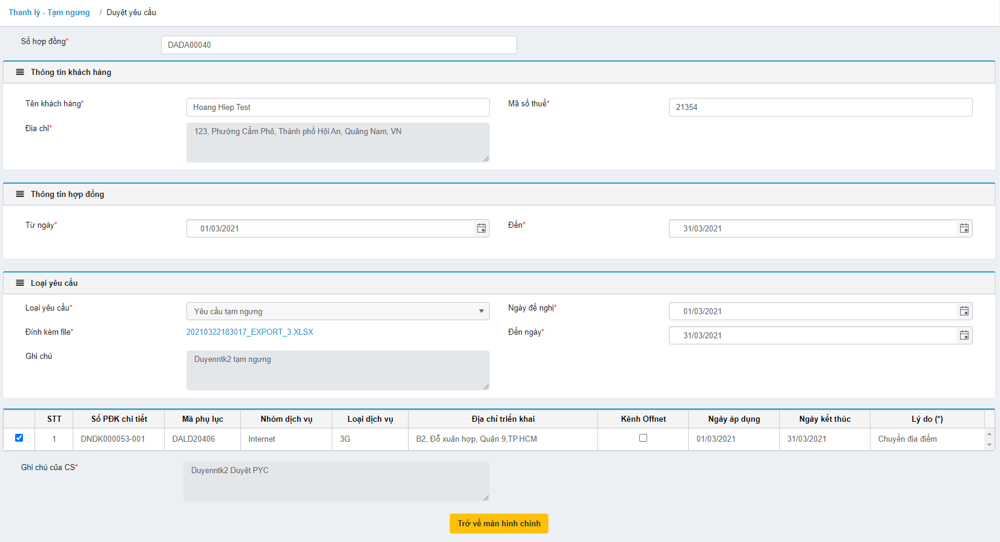 Thanh lý - Tạm ngưng / Duyệt yêu cầu
Số hợp đồng* DADA00040
Thông tin khách hàng
Tên khách hàng* Hoang Hiep Test Mã số thuế* 21354
Địa chỉ* 123, Phường Cẩm Phô, Thành phố Hội An, Quảng Nam, VN
Thông tin hợp đồng
Từ ngày* 01/03/2021 Đến* 31/03/2021
Loại yêu cầu
Loại yêu cầu* Yêu cầu tạm ngưng Ngày đề nghị* 01/03/2021
Đính kèm file* 20210322183017_EXPORT_3.XLSX Đến ngày* 31/03/2021
Ghi chú Duyenntk2 tạm ngưng
STT Số PĐK chi tiết Mã phụ lục Nhóm dịch vụ Loại dịch vụ Địa chỉ triển khai Kênh Offnet Ngày áp dụng Ngày kết thúc Lý do (*)
1 DNDK000053-001 DALD20406 Internet 3G B2, Đỗ xuân hợp, Quận 9,TP.HCM 01/03/2021 31/03/2021 Chuyển địa điểm
Ghi chú của CS* Duyenntk2 Duyệt PYC
Trở về màn hình chính